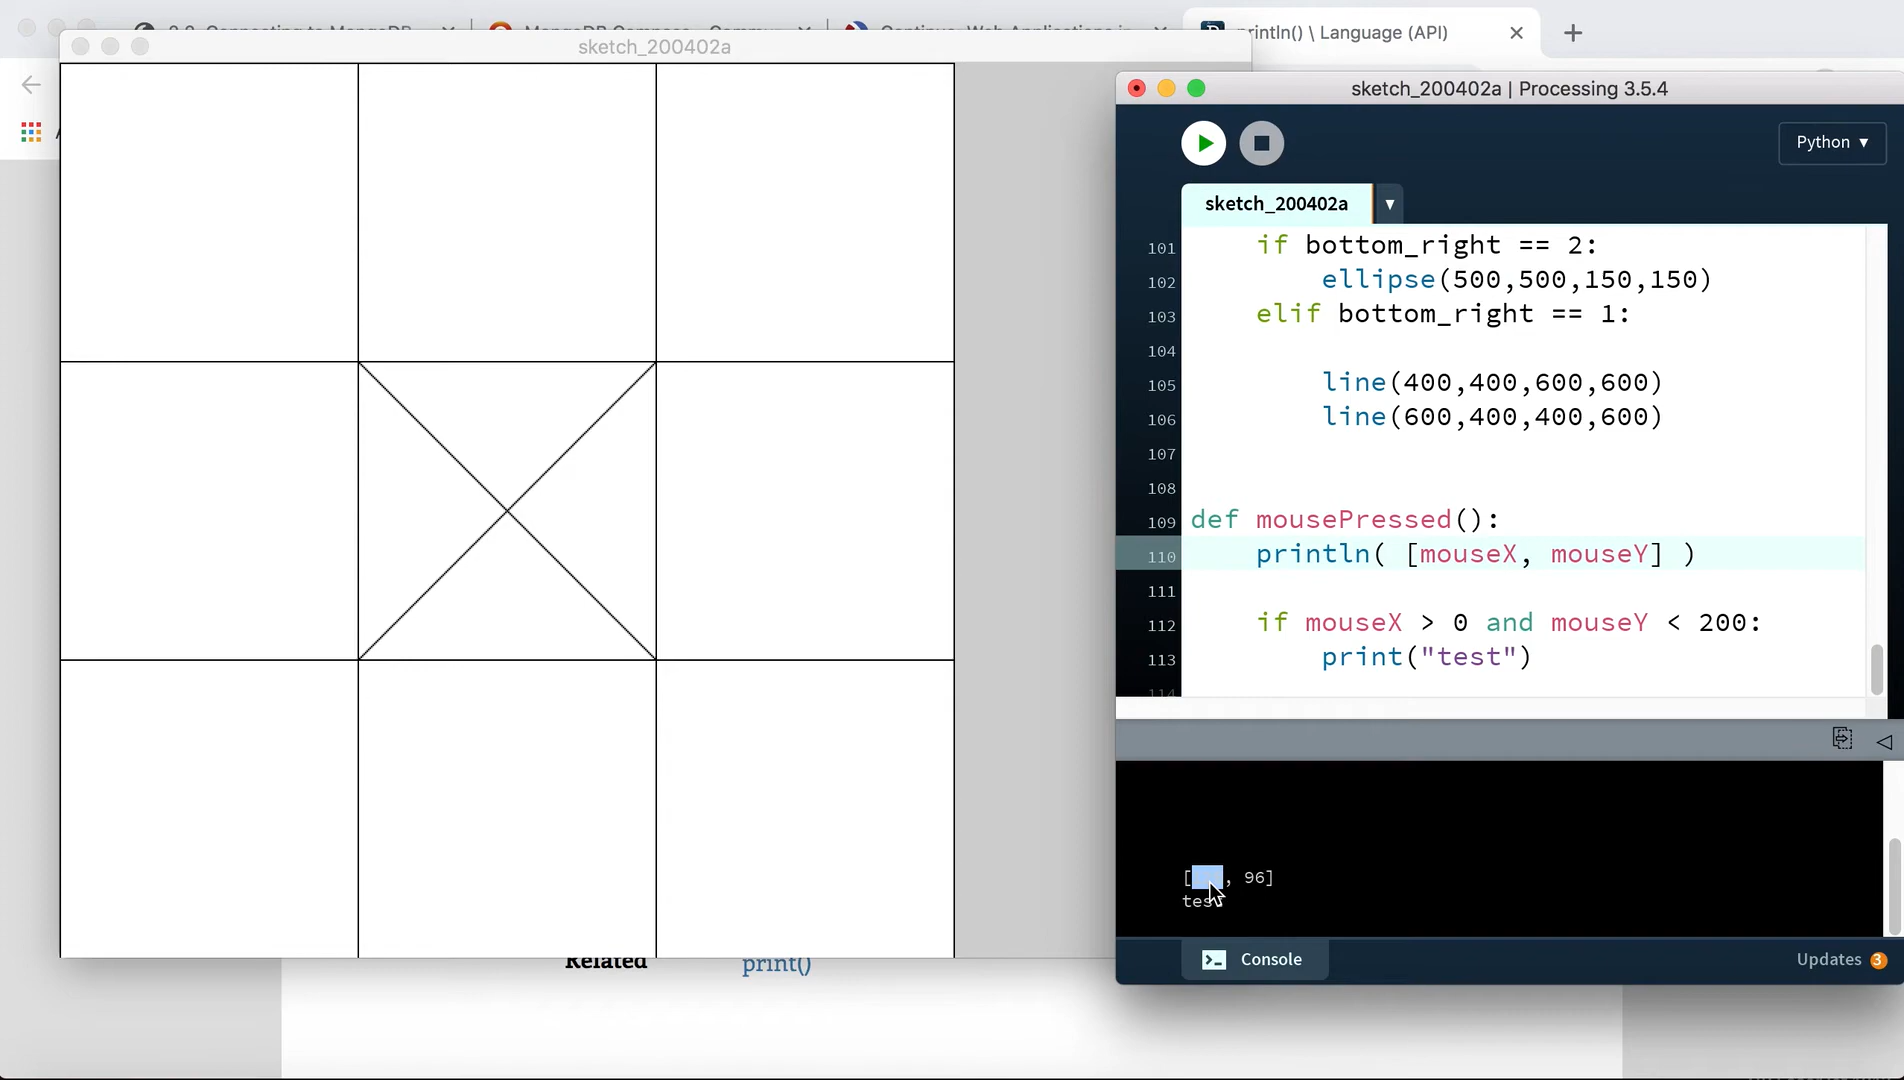 println() \ Language (API)
sketch_200402a
sketch_200402a | Processing 3.5.4
Python ▼
sketch_200402a ▼
101 if bottom_right == 2:
102 ellipse(500,500,150,150)
103 elif bottom_right == 1:
104
105 line(400,400,600,600)
106 line(600,400,400,600)
107
108
109 def mousePressed():
110 println( [mouseX, mouseY] )
111
112 if mouseX > 0 and mouseY < 200:
113 print("test")
114
[ , 96]
Console
Updates 3
Related print()